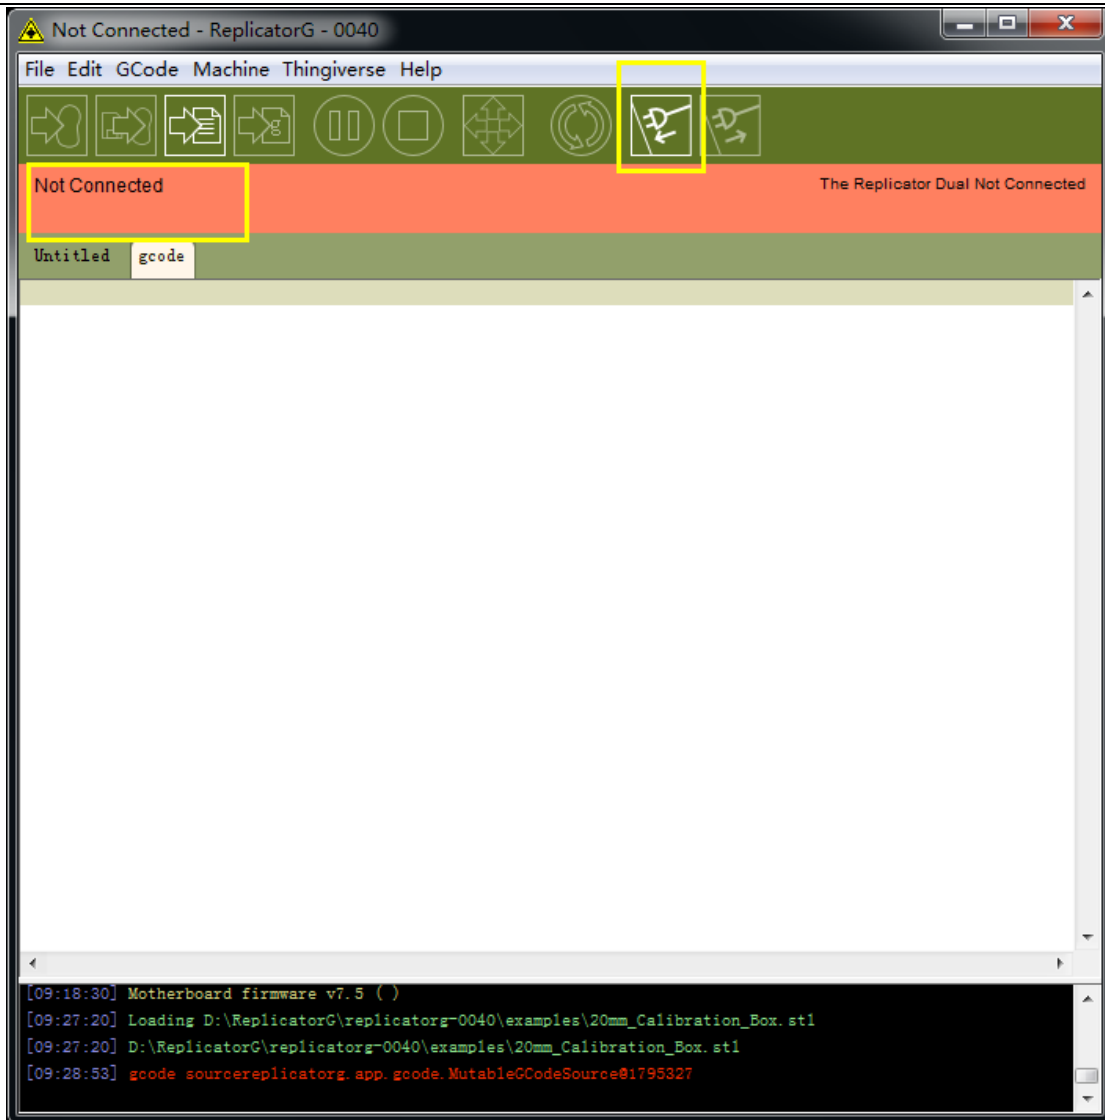 Not Connected - ReplicatorG - 0040
File Edit GCode Machine Thingiverse Help
Not Connected
The Replicator Dual Not Connected
Untitled gcode
[09:18:30] Motherboard firmware v7.5 ( )
[09:27:20] Loading D:\ReplicatorG\replicatorg-0040\examples\20mm_Calibration_Box.stl
[09:27:20] D:\ReplicatorG\replicatorg-0040\examples\20mm_Calibration_Box.stl
[09:28:53] gcode sourcereplicatorg.app.gcode.MutableGCodeSource@1795327